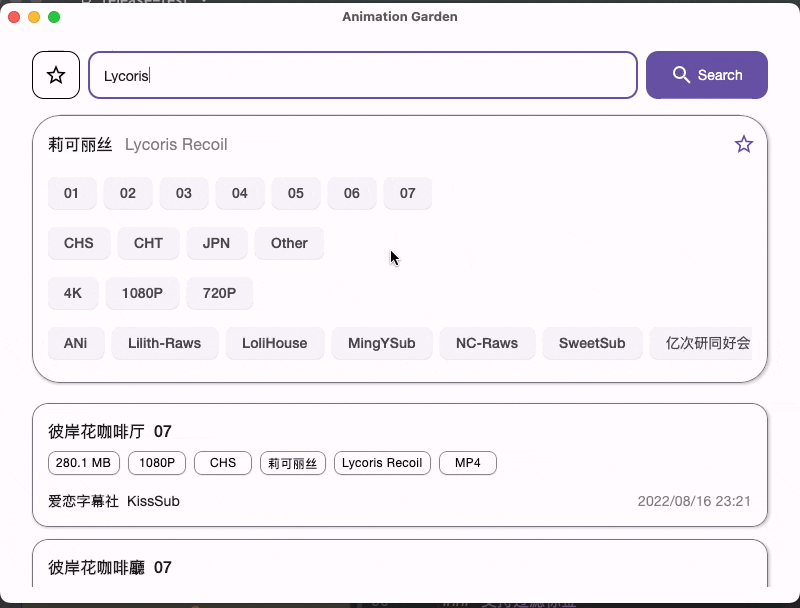 Animation Garden
Lycoris Search
莉可丽丝 Lycoris Recoil
01 02 03 04 05 06 07
CHS CHT JPN Other
4K 1080P 720P
ANi Lilith-Raws LoliHouse MingYSub NC-Raws SweetSub 亿次研同好会
彼岸花咖啡厅 07
280.1 MB 1080P CHS 莉可丽丝 Lycoris Recoil MP4
爱恋字幕社 KissSub 2022/08/16 23:21
彼岸花咖啡廳 07